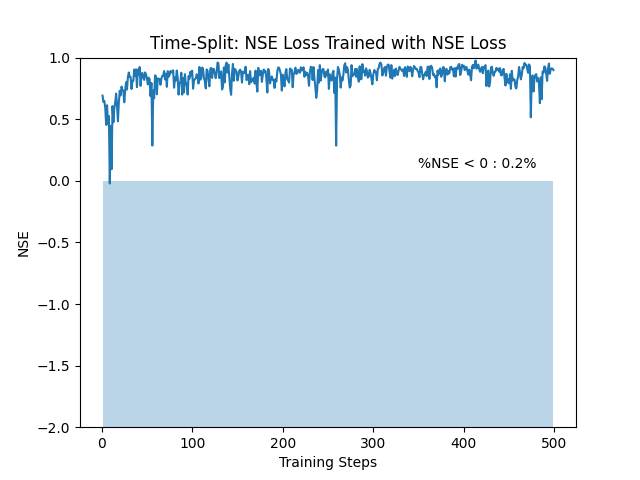 Time-Split: NSE Loss Trained with NSE Loss
1.0
0.5
%NSE < 0 : 0.2%
0.0
NSE
−0.5
−1.0
−1.5
−2.0
0 100 200 300 400 500
Training Steps